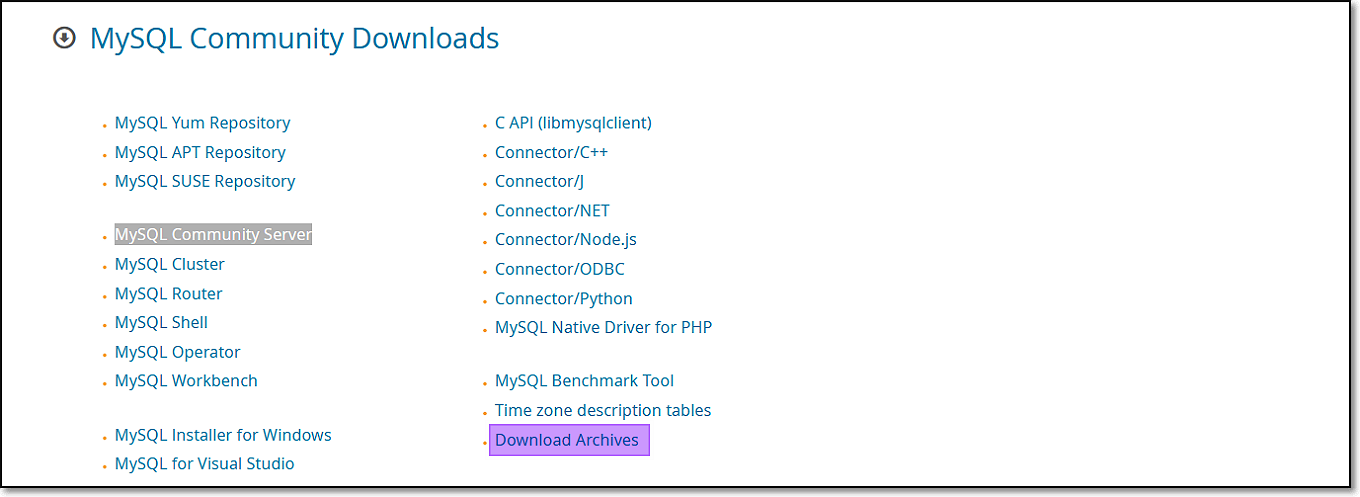 MySQL Community Downloads
MySQL Yum Repository
MySQL APT Repository
MySQL SUSE Repository
MySQL Community Server
MySQL Cluster
MySQL Router
MySQL Shell
MySQL Operator
MySQL Workbench
MySQL Installer for Windows
MySQL for Visual Studio
C API (libmysqlclient)
Connector/C++
Connector/J
Connector/NET
Connector/Node.js
Connector/ODBC
Connector/Python
MySQL Native Driver for PHP
MySQL Benchmark Tool
Time zone description tables
Download Archives